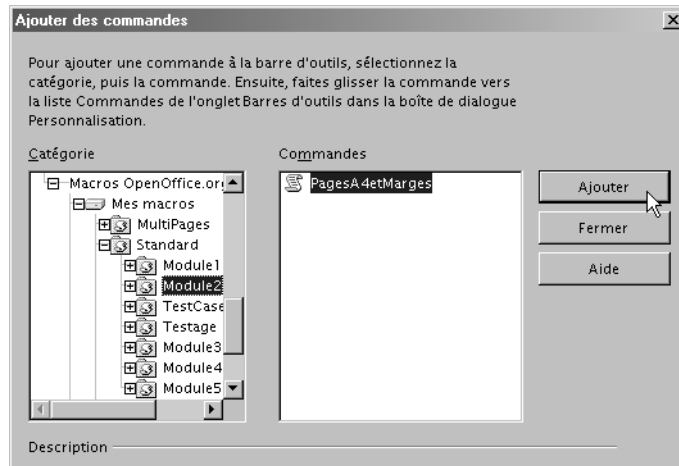 Ajouter des commandes
Pour ajouter une commande à la barre d'outils, sélectionnez la
catégorie, puis la commande. Ensuite, faites glisser la commande vers
la liste Commandes de l'onglet Barres d'outils dans la boîte de dialogue
Personnalisation.
Catégorie
Commandes
Macros OpenOffice.org
Mes macros
MultiPages
Standard
Module1
Module2
TestCase
Testage
Module3
Module4
Module5
PagesA4etMarges
Ajouter
Fermer
Aide
Description